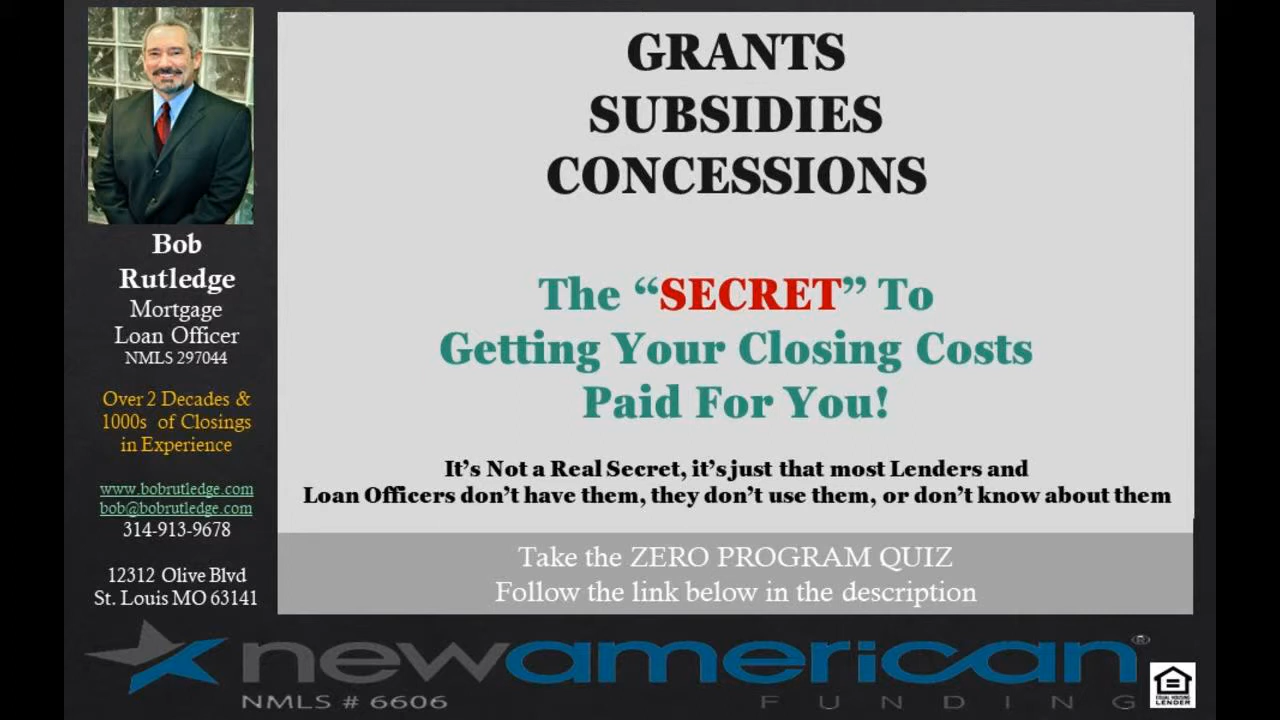 Bob
Rutledge
Mortgage
Loan Officer
NMLS 297044
Over 2 Decades &
1000s of Closings
in Experience
www.bobrutledge.com
bob@bobrutledge.com
314-913-9678
12312 Olive Blvd
St. Louis MO 63141
GRANTS
SUBSIDIES
CONCESSIONS
The “SECRET” To
Getting Your Closing Costs
Paid For You!
It’s Not a Real Secret, it’s just that most Lenders and
Loan Officers don’t have them, they don’t use them, or don’t know about them
Take the ZERO PROGRAM QUIZ
Follow the link below in the description
newamerican®
NMLS # 6606 FUNDING
EQUAL HOUSING
LENDER